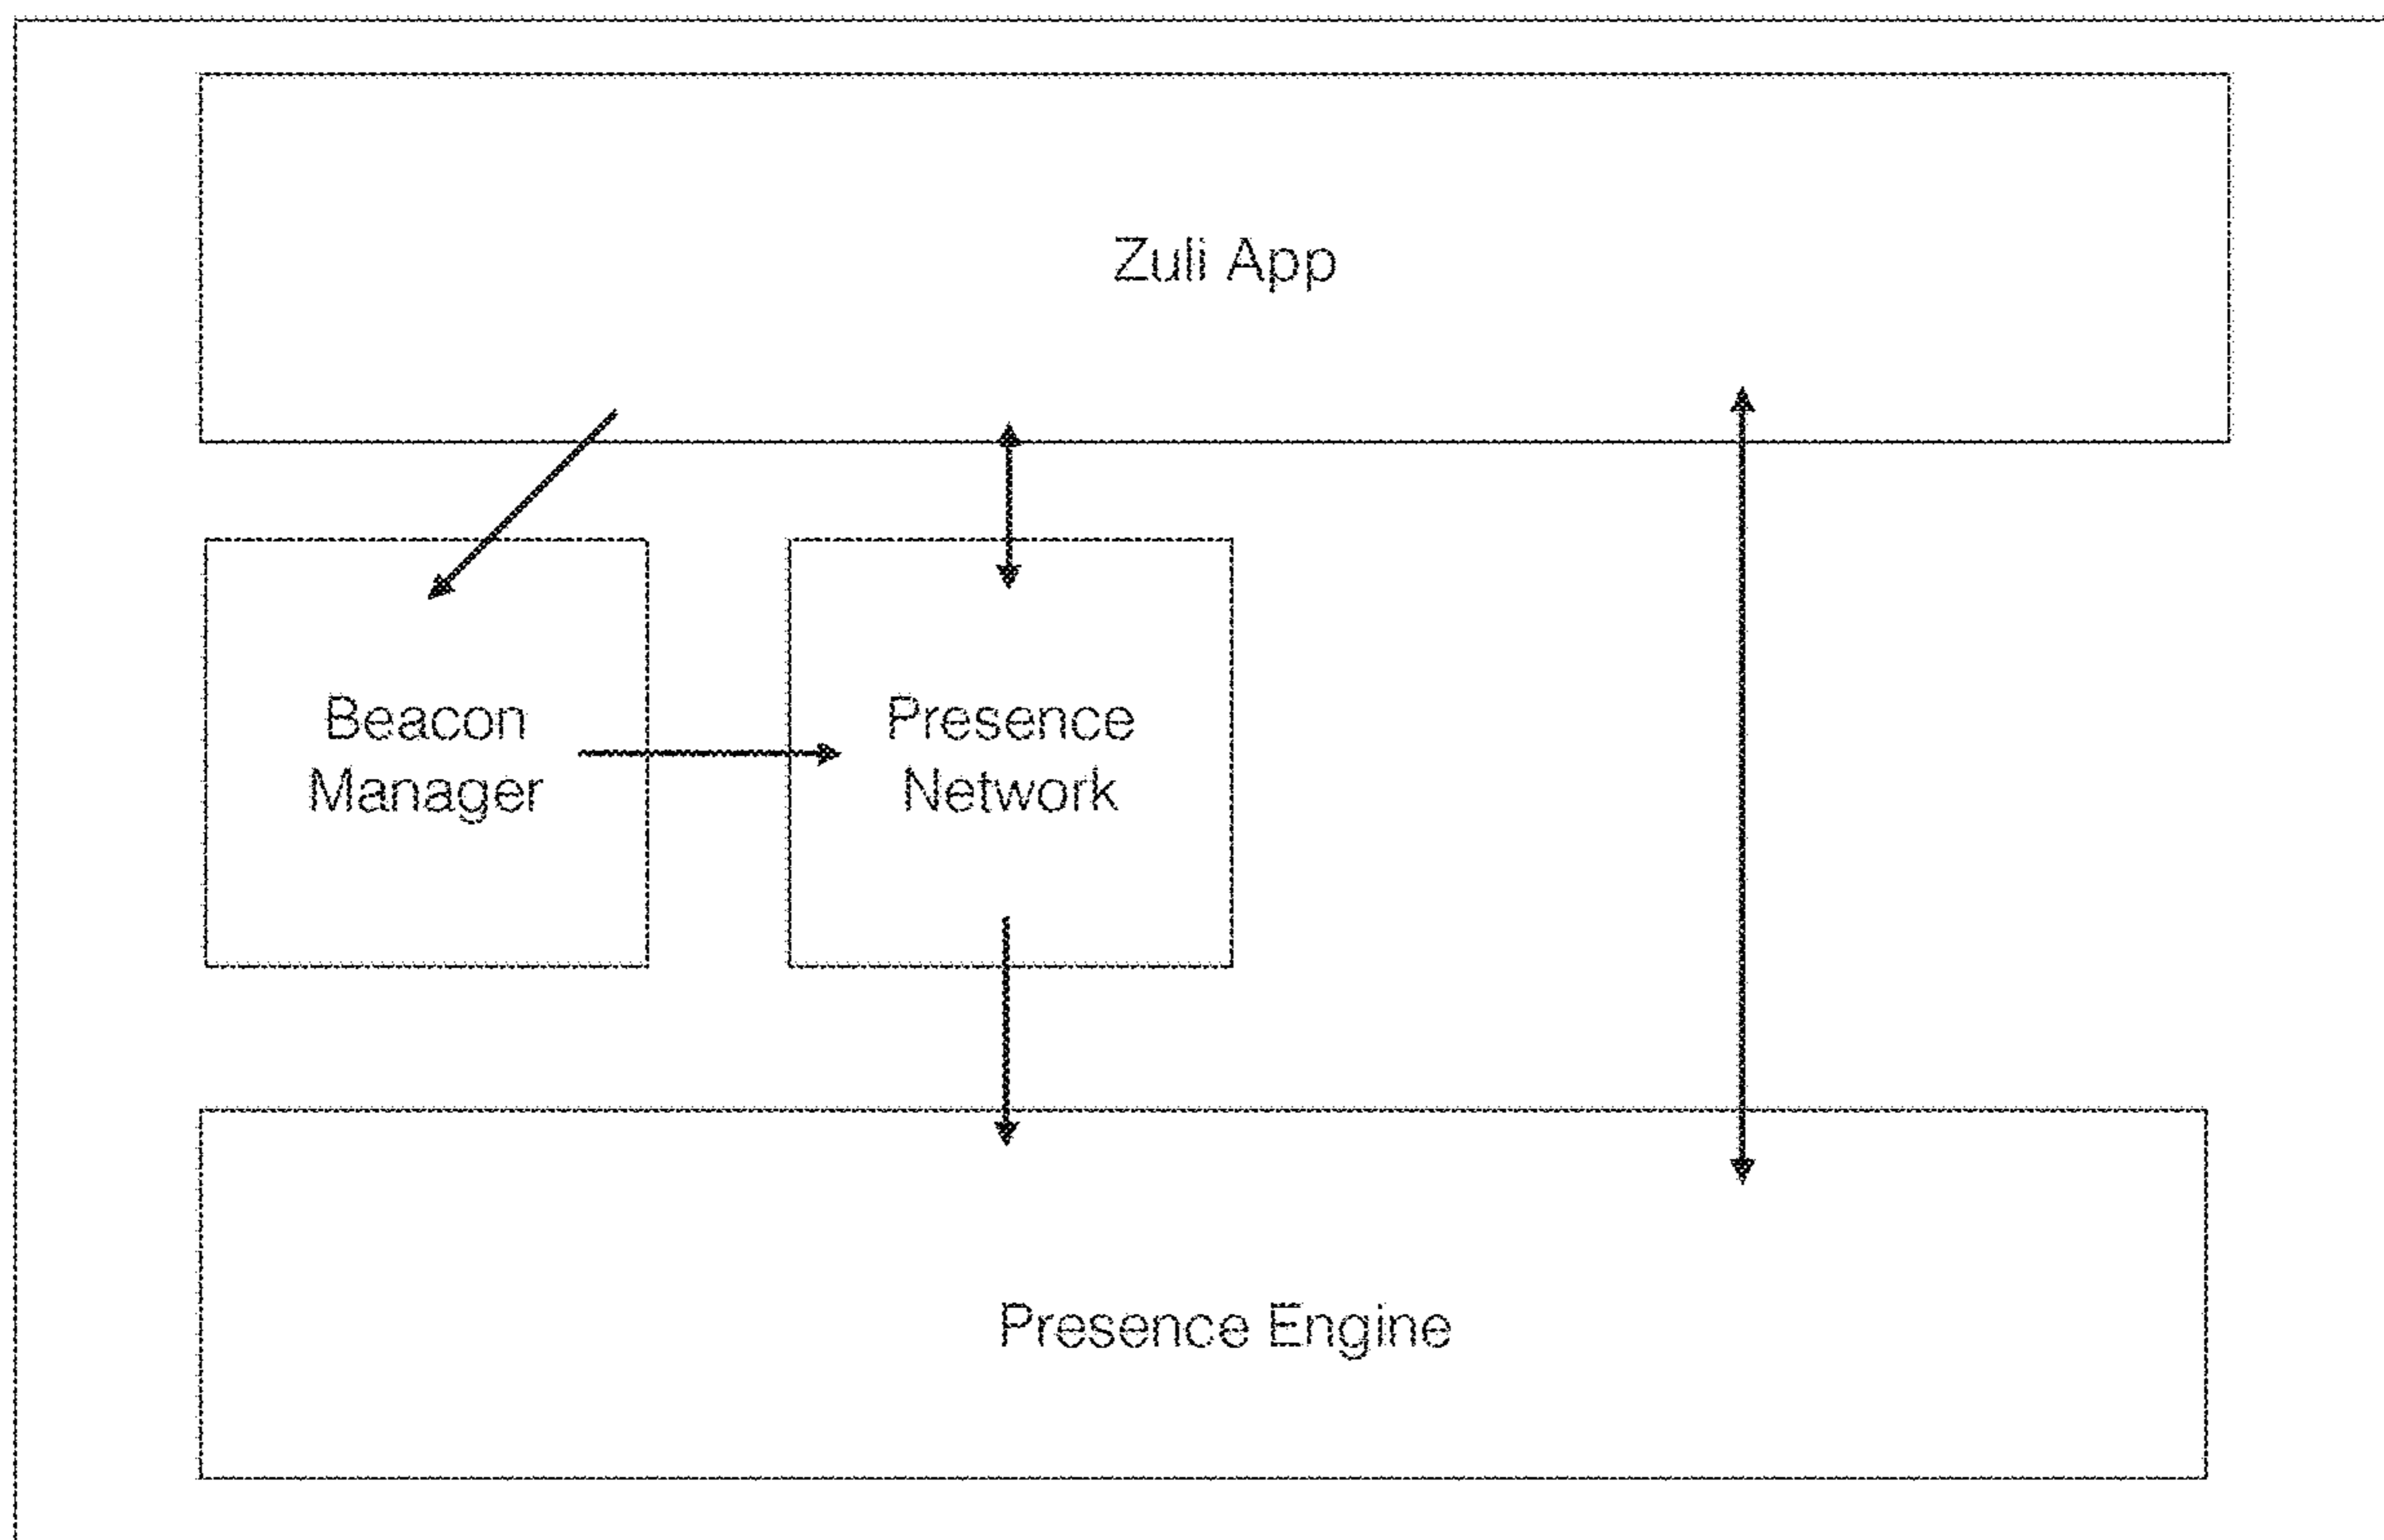 Zuli App
Beacon
Manager
Presence
Network
Presence Engine